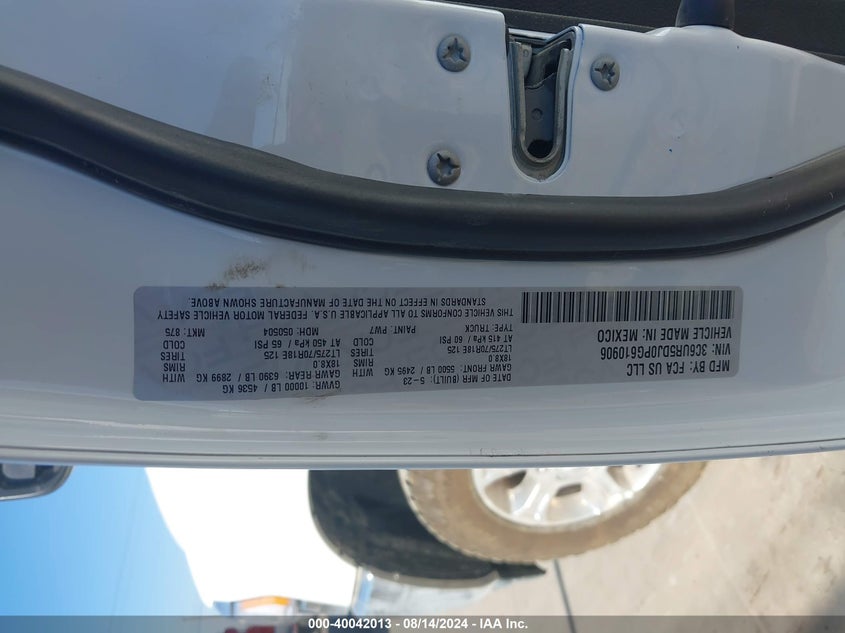 MFD BY: FCA US LLC
VIN: 3C6UR5DJ0PG610906
VEHICLE MADE IN: MEXICO
DATE OF MFR (BUILT): 5-23
GAWR FRONT: 5500 LB / 2495 KG WITH
18X8.0 RIMS
LT275/70R18E 125 TIRES
AT 415 kPa / 60 PSI COLD
TYPE: TRUCK
GVWR: 10000 LB / 4536 KG
GAWR REAR: 6390 LB / 2899 KG WITH
18X8.0 RIMS
LT275/70R18E 125 TIRES
AT 450 kPa / 65 PSI COLD
PAINT: PW7 MDH: 050504 MKT: 875
THIS VEHICLE CONFORMS TO ALL APPLICABLE U.S.A. FEDERAL MOTOR VEHICLE SAFETY
STANDARDS IN EFFECT ON THE DATE OF MANUFACTURE SHOWN ABOVE.
000-40042013 - 08/14/2024 - IAA Inc.